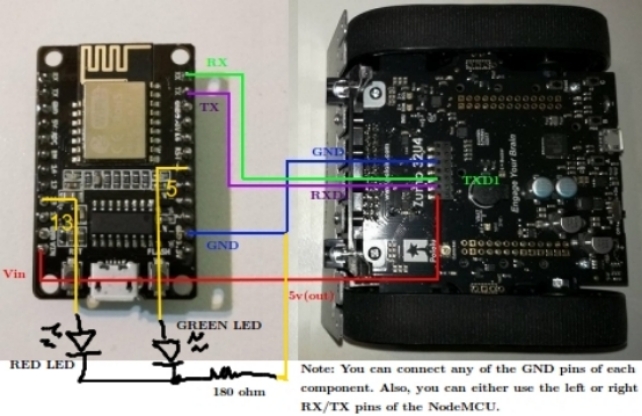 RX
TX
GND
RXD
TXD1
zumo 32U4
Engage Your Brain
5
13
GND
Vin
5v(out)
FLASH
GREEN LED
RED LED
180 ohm
Note: You can connect any of the GND pins of each
component. Also, you can either use the left or right
RX/TX pins of the NodeMCU.